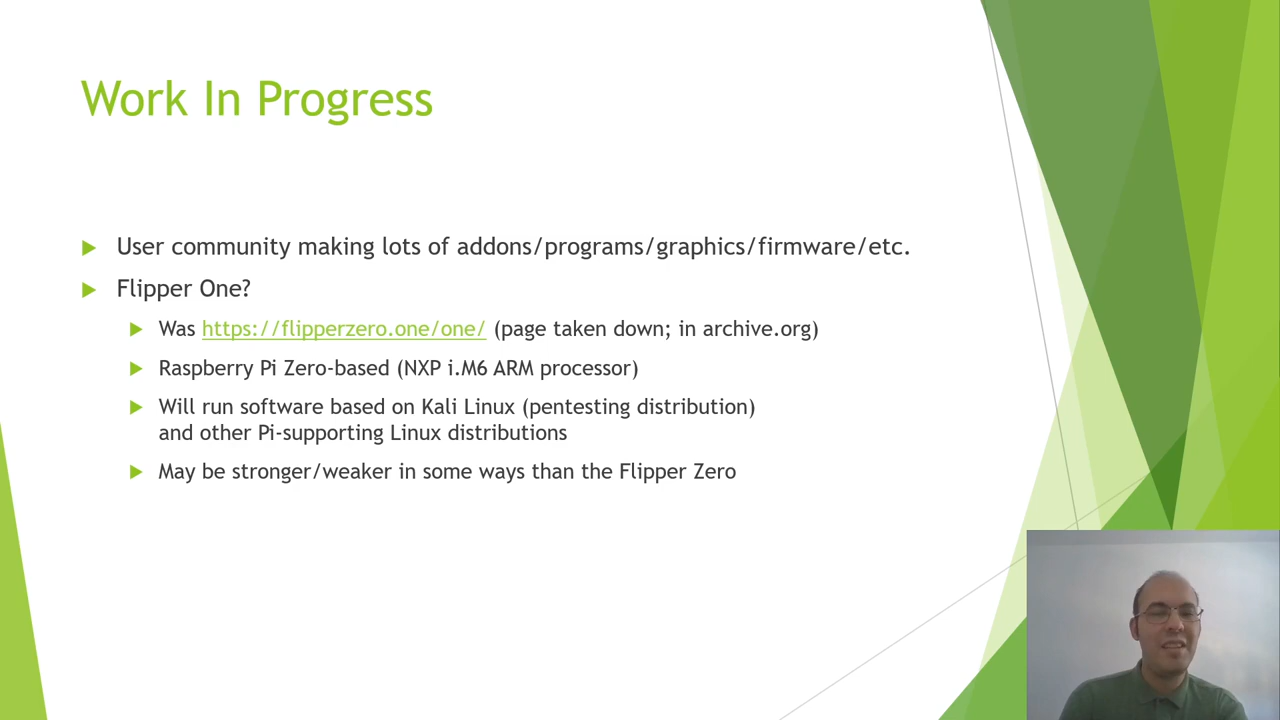 Work In Progress
User community making lots of addons/programs/graphics/firmware/etc.
Flipper One?
Was https://flipperzero.one/one/ (page taken down; in archive.org)
Raspberry Pi Zero-based (NXP i.M6 ARM processor)
Will run software based on Kali Linux (pentesting distribution)
and other Pi-supporting Linux distributions
May be stronger/weaker in some ways than the Flipper Zero